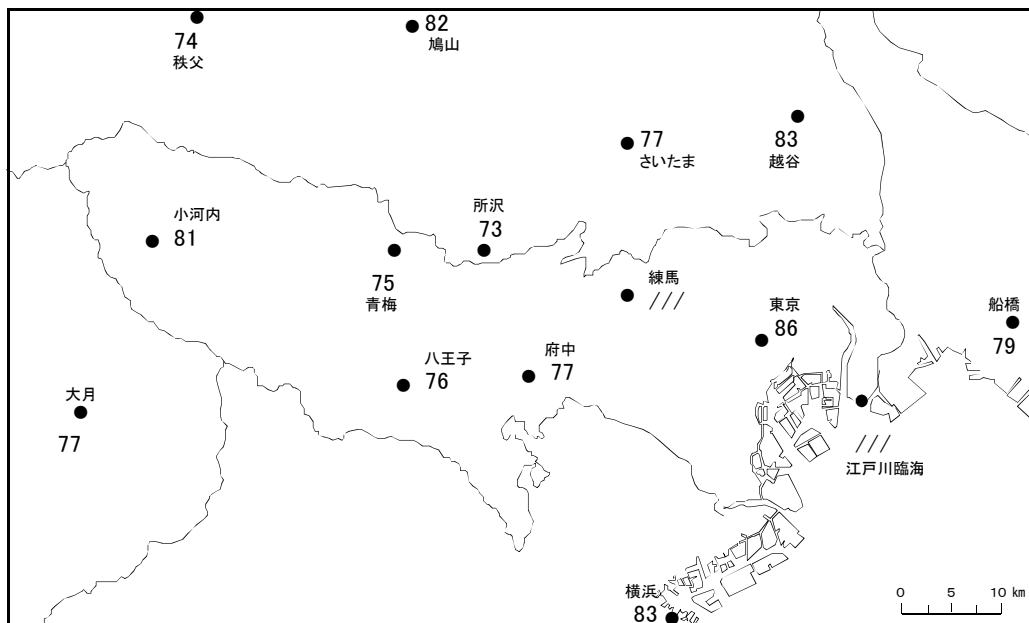 74
秩父
82
鳩山
77
さいたま
83
越谷
小河内
81
所沢
73
75
青梅
練馬
///
東京
86
船橋
79
八王子
76
府中
77
大月
77
///
江戸川臨海
横浜
83
0 5 10 km